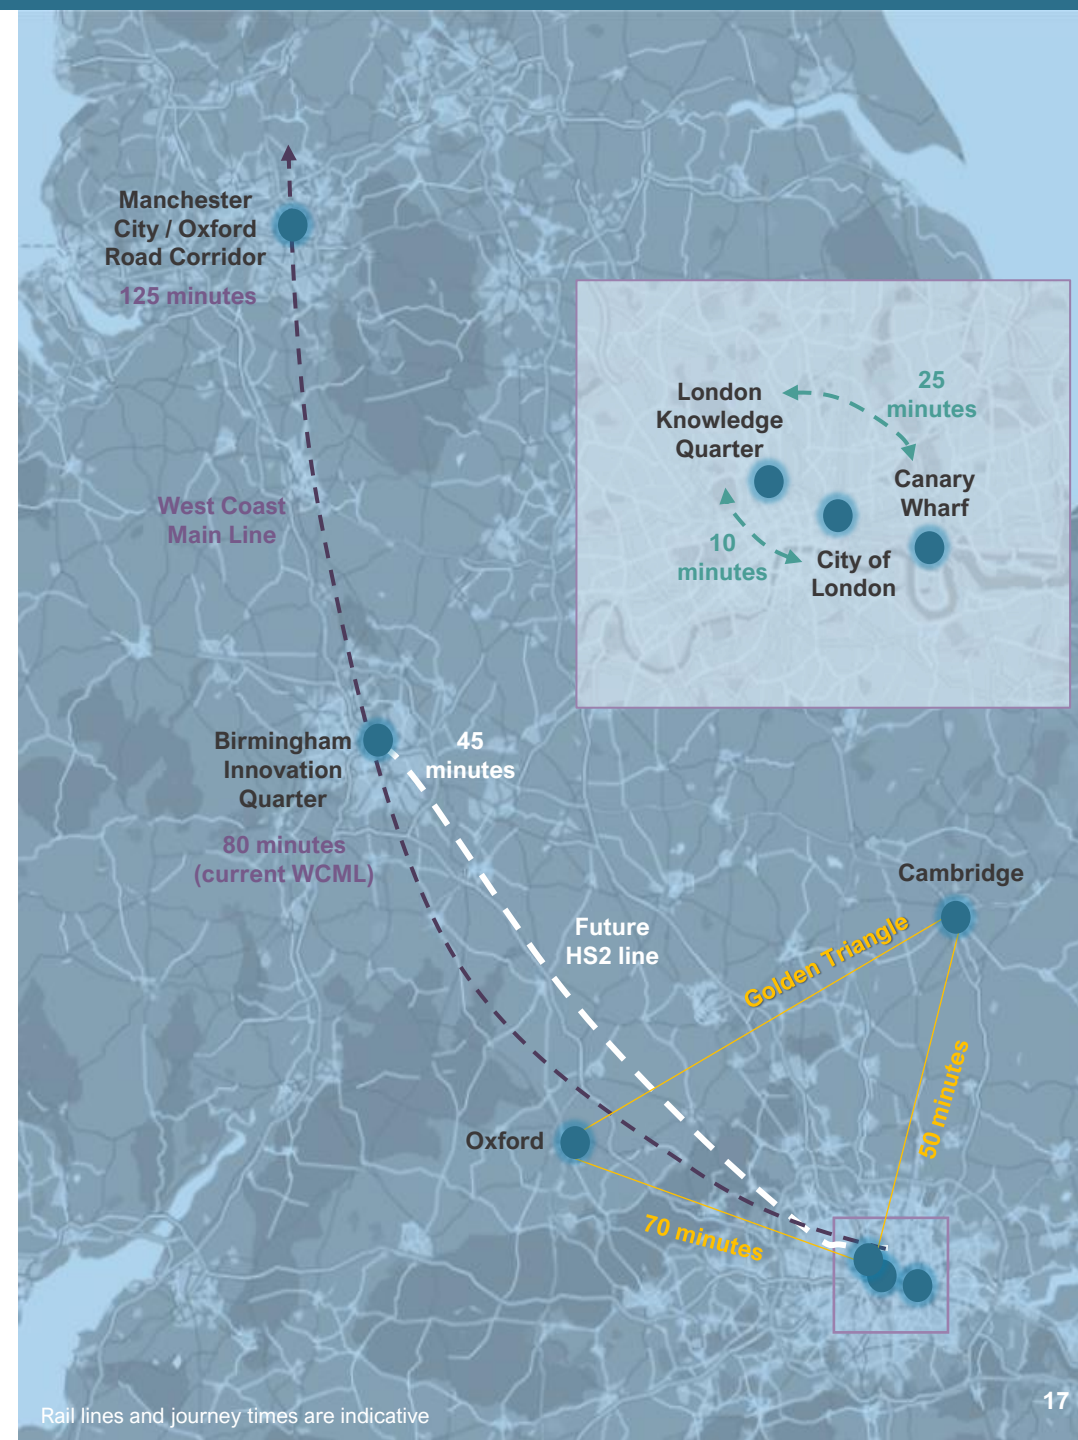 Manchester
City / Oxford
Road Corridor
125 minutes
London
Knowledge
Quarter
25
minutes
Canary
Wharf
10
minutes
City of
London
West Coast
Main Line
Birmingham
Innovation
Quarter
45
minutes
80 minutes
(current WCML)
Future
HS2 line
Cambridge
Golden Triangle
50 minutes
Oxford
70 minutes
Rail lines and journey times are indicative
17